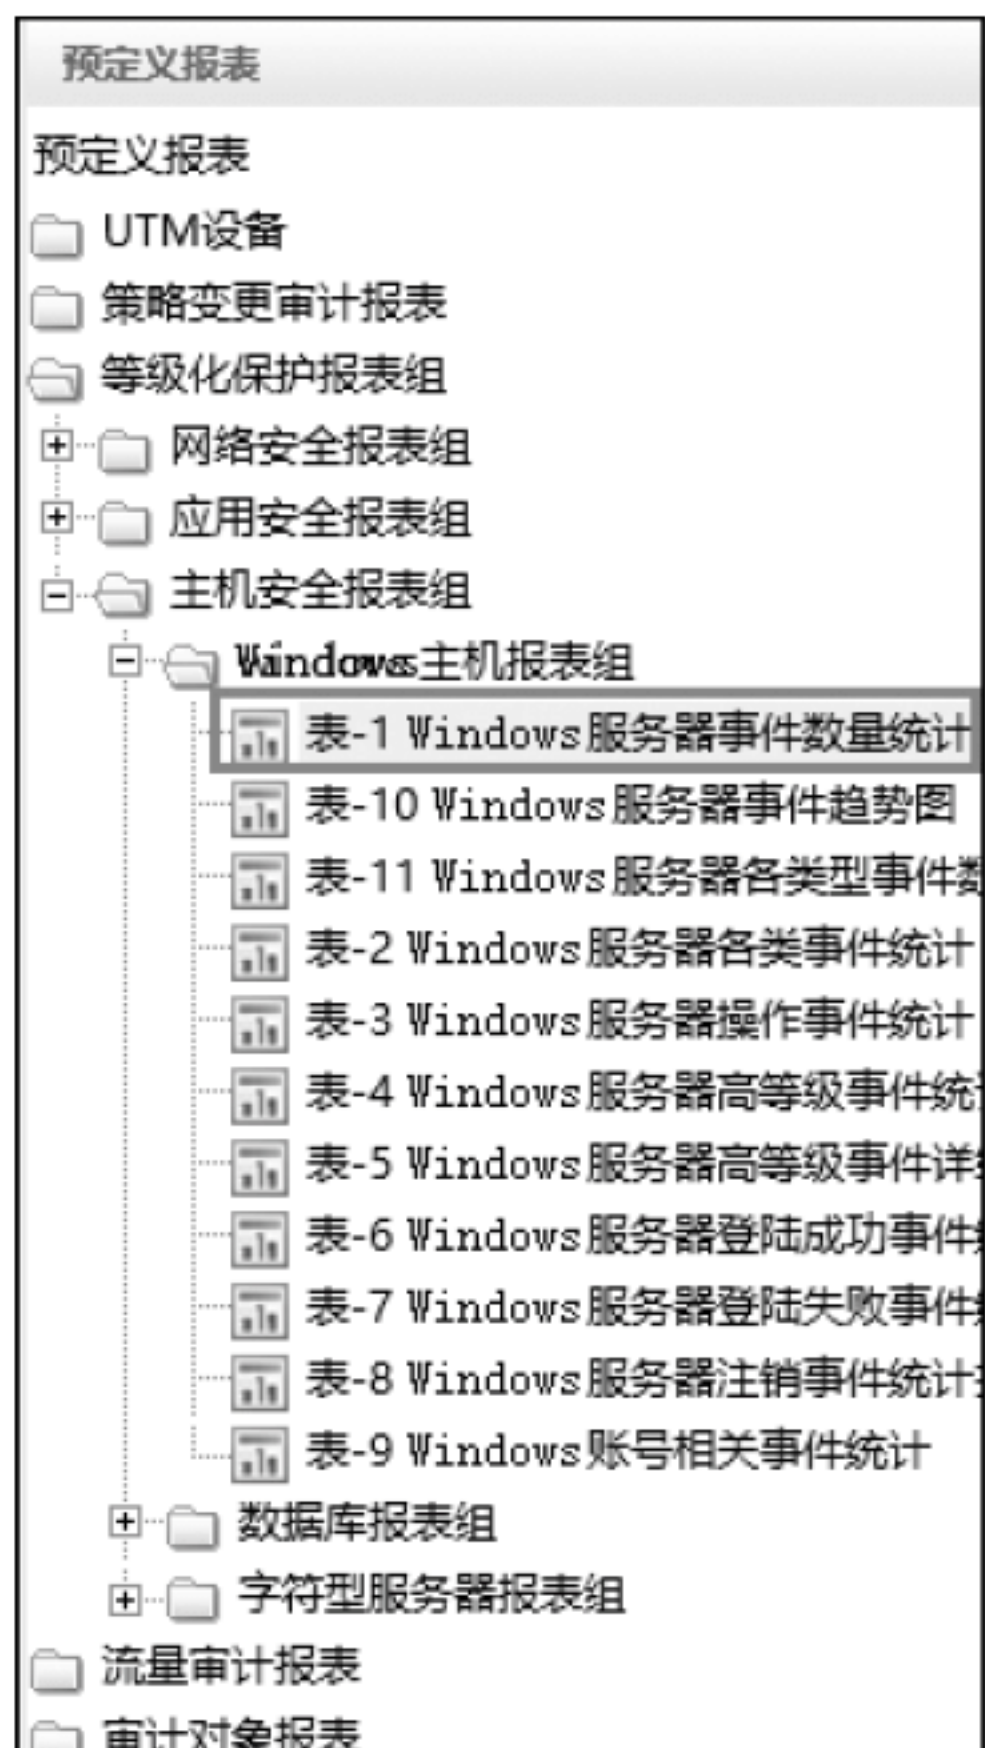 预定义报表
预定义报表
UTM设备
策略变更审计报表
等级化保护报表组
网络安全报表组
应用安全报表组
主机安全报表组
Windows主机报表组
表-1 Windows服务器事件数量统计
表-10 Windows服务器事件趋势图
表-11 Windows服务器各类型事件数
表-2 Windows服务器各类事件统计
表-3 Windows服务器操作事件统计
表-4 Windows服务器高等级事件统
表-5 Windows服务器高等级事件详
表-6 Windows服务器登陆成功事件
表-7 Windows服务器登陆失败事件
表-8 Windows服务器注销事件统计
表-9 Windows账号相关事件统计
数据库报表组
字符型服务器报表组
流量审计报表
审计对象报表